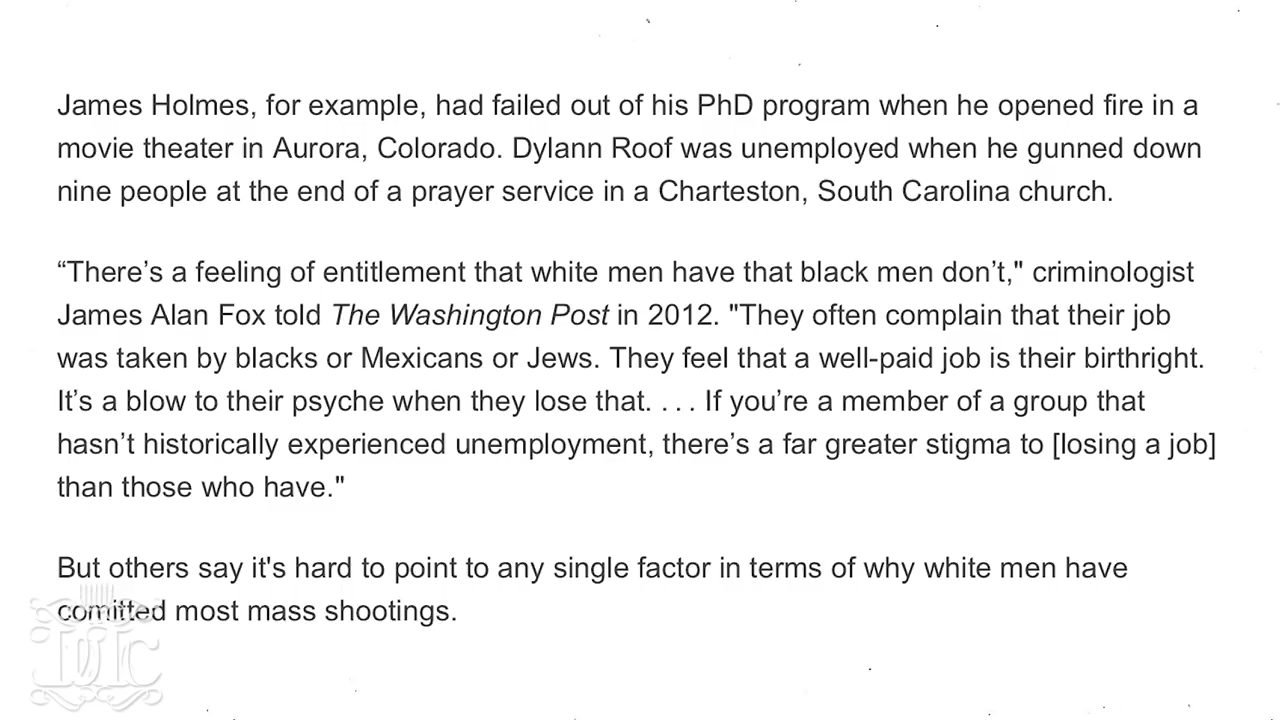 James Holmes, for example, had failed out of his PhD program when he opened fire in a
movie theater in Aurora, Colorado. Dylann Roof was unemployed when he gunned down
nine people at the end of a prayer service in a Charteston, South Carolina church.
“There’s a feeling of entitlement that white men have that black men don’t," criminologist
James Alan Fox told The Washington Post in 2012. "They often complain that their job
was taken by blacks or Mexicans or Jews. They feel that a well-paid job is their birthright.
It’s a blow to their psyche when they lose that. . . . If you’re a member of a group that
hasn’t historically experienced unemployment, there’s a far greater stigma to [losing a job]
than those who have."
But others say it's hard to point to any single factor in terms of why white men have
comitted most mass shootings.
IUIC